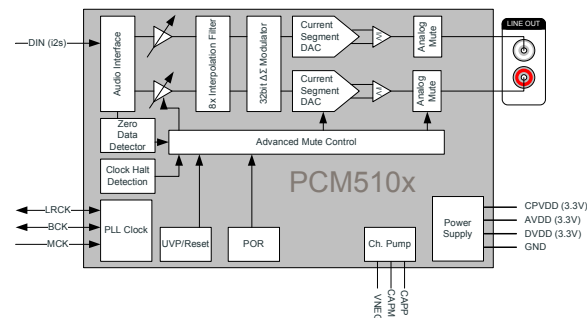 LINE OUT
DIN (i2s)
Audio Interface
8x Interpolation Filter
32bit ΔΣ Modulator
Current
Segment
DAC
I/V
Analog
Mute
Current
Segment
DAC
I/V
Analog
Mute
Zero
Data
Detector
Advanced Mute Control
Clock Halt
Detection
PCM510x
LRCK
BCK
MCK
PLL Clock
UVP/Reset
POR
Ch. Pump
Power
Supply
CPVDD (3.3V)
AVDD (3.3V)
DVDD (3.3V)
GND
VNEG
CAPM
CAPP